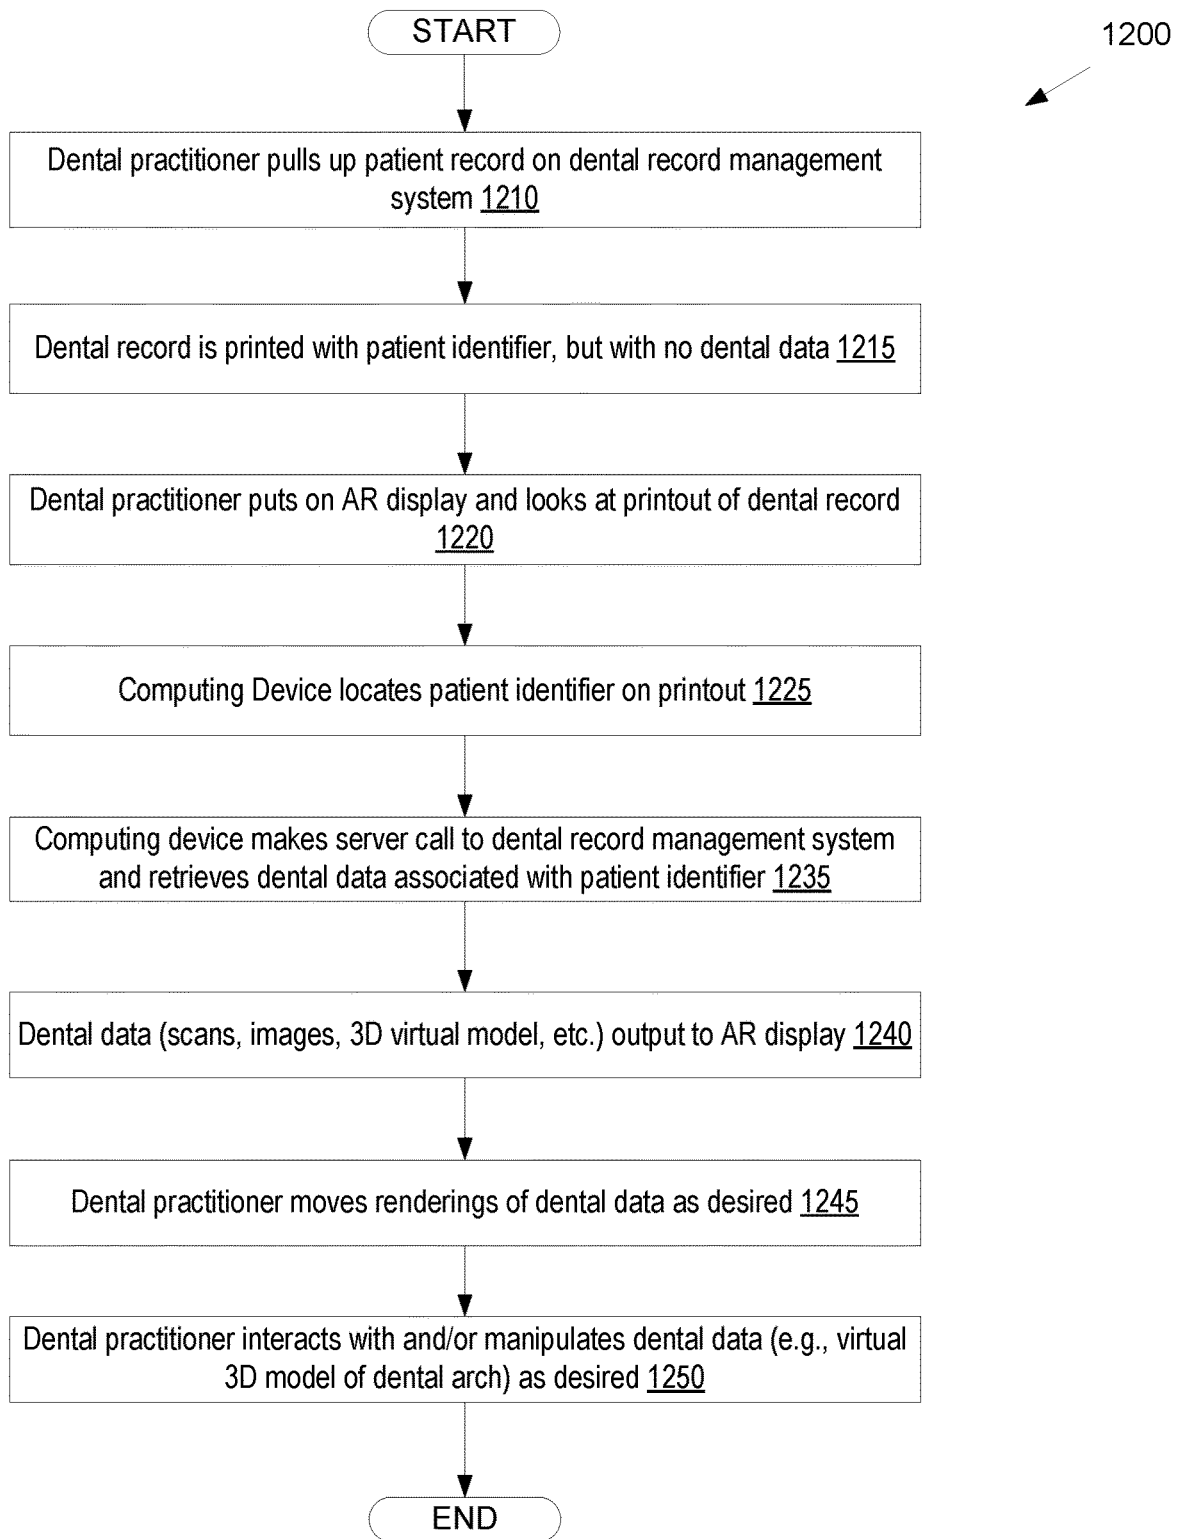 START
1200
Dental practitioner pulls up patient record on dental record management
system 1210
Dental record is printed with patient identifier, but with no dental data 1215
Dental practitioner puts on AR display and looks at printout of dental record
1220
Computing Device locates patient identifier on printout 1225
Computing device makes server call to dental record management system
and retrieves dental data associated with patient identifier 1235
Dental data (scans, images, 3D virtual model, etc.) output to AR display 1240
Dental practitioner moves renderings of dental data as desired 1245
Dental practitioner interacts with and/or manipulates dental data (e.g., virtual
3D model of dental arch) as desired 1250
END